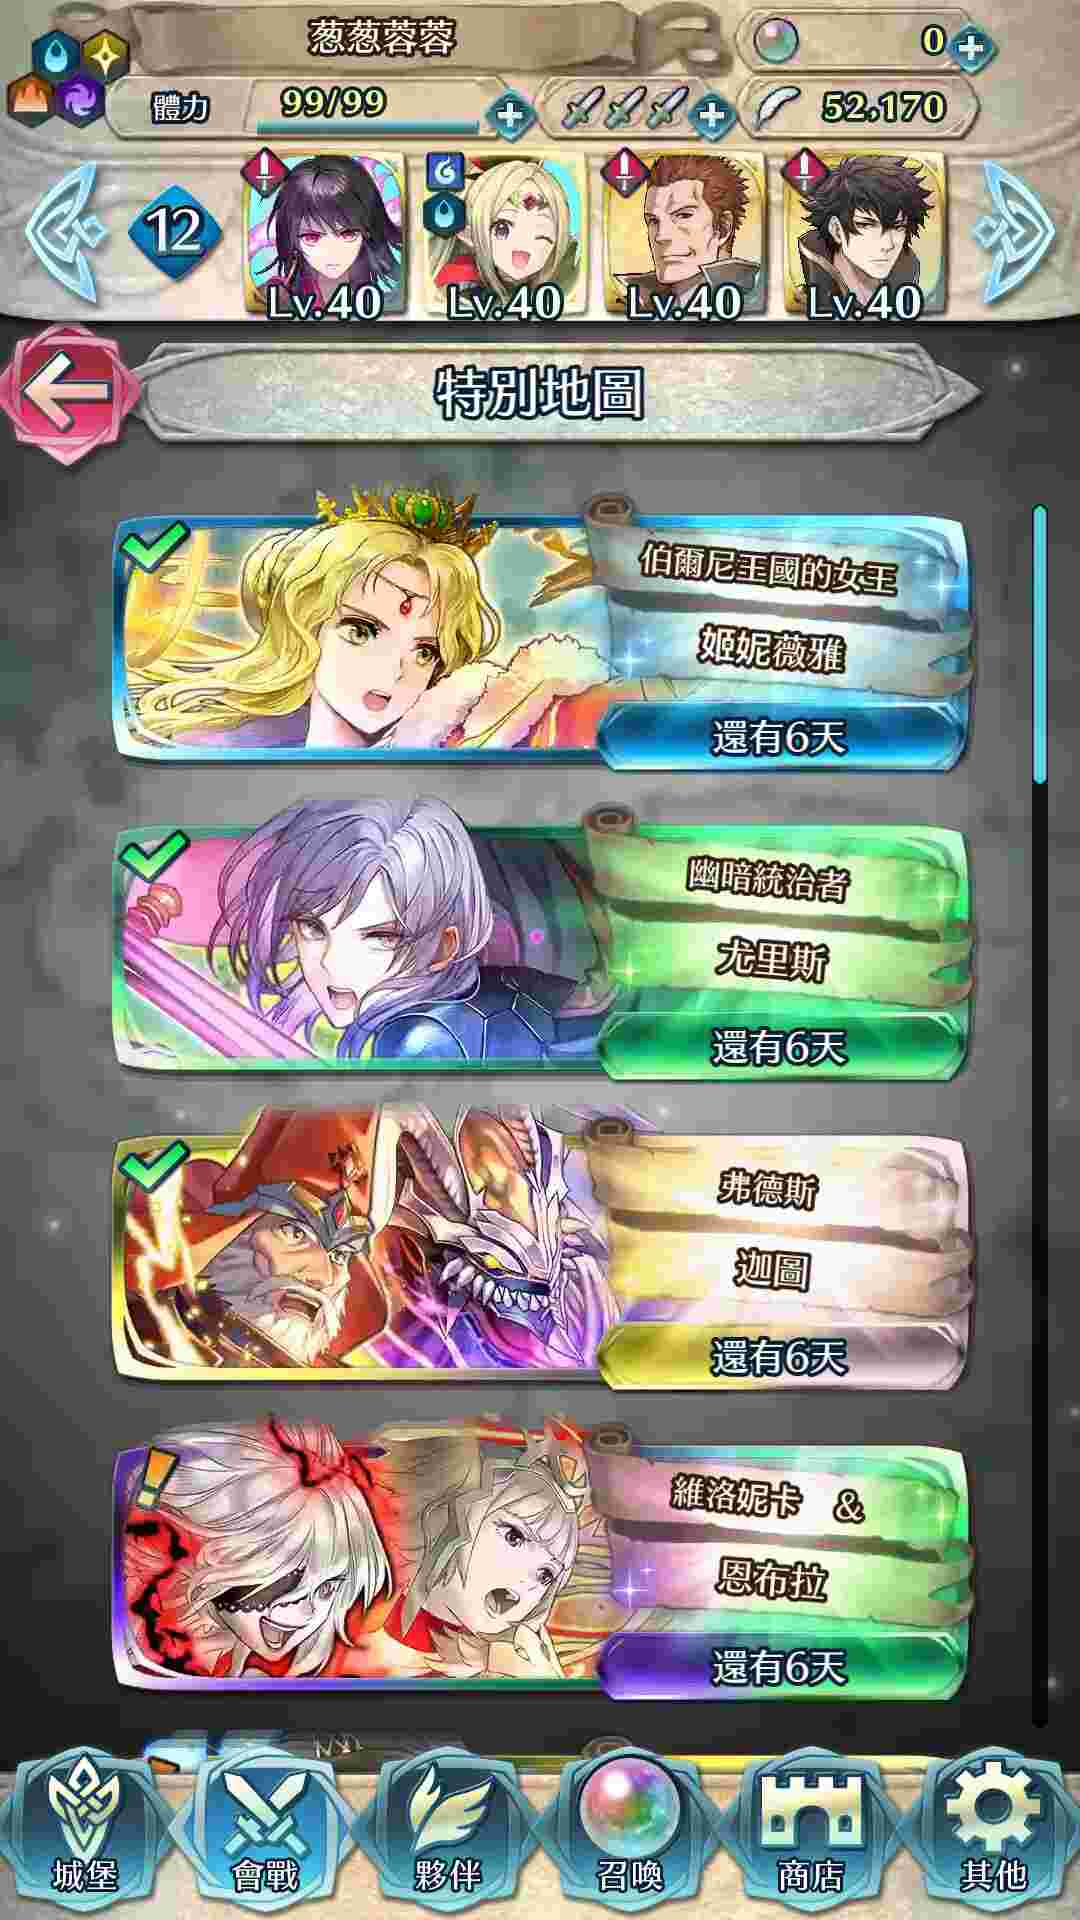 葱葱蓉蓉
0
體力
99/99
52,170
12
Lv.40
Lv.40
Lv.40
Lv.40
特別地圖
伯爾尼王國的女王
姬妮薇雅
還有6天
幽暗統治者
尤里斯
還有6天
弗德斯
迦圖
還有6天
維洛妮卡 &
恩布拉
還有6天
城堡
會戰
夥伴
召喚
商店
其他